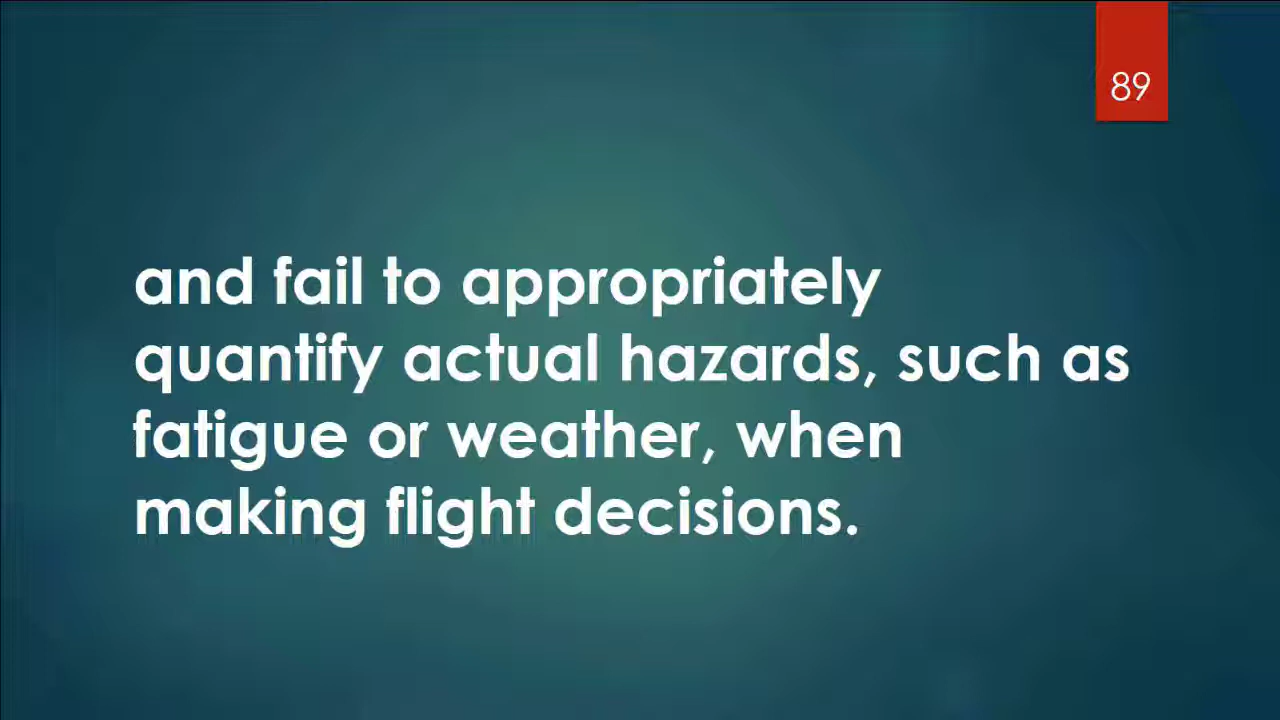 89
and fail to appropriately
quantify actual hazards, such as
fatigue or weather, when
making flight decisions.